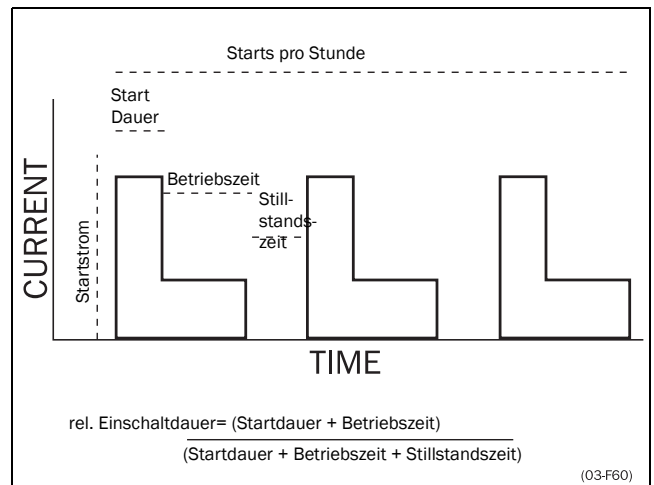 Starts pro Stunde
Start
Dauer
Betriebszeit
Still-
stands-
zeit
Startstrom
CURRENT
TIME
rel. Einschaltdauer= (Startdauer + Betriebszeit)
(Startdauer + Betriebszeit + Stillstandszeit)
(03-F60)